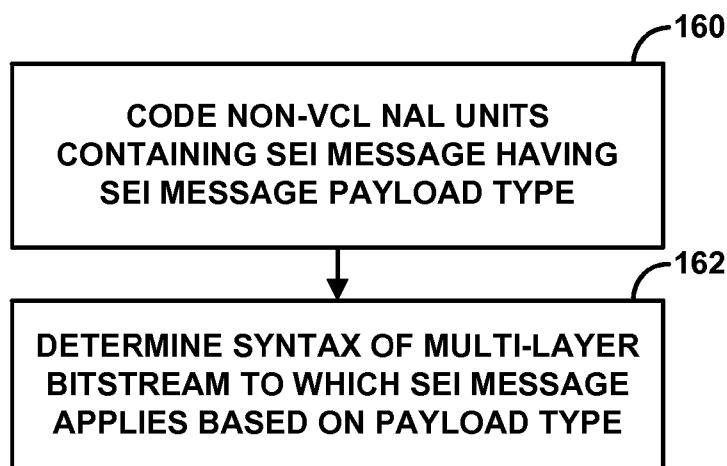 160
CODE NON-VCL NAL UNITS
CONTAINING SEI MESSAGE HAVING
SEI MESSAGE PAYLOAD TYPE
162
DETERMINE SYNTAX OF MULTI-LAYER
BITSTREAM TO WHICH SEI MESSAGE
APPLIES BASED ON PAYLOAD TYPE